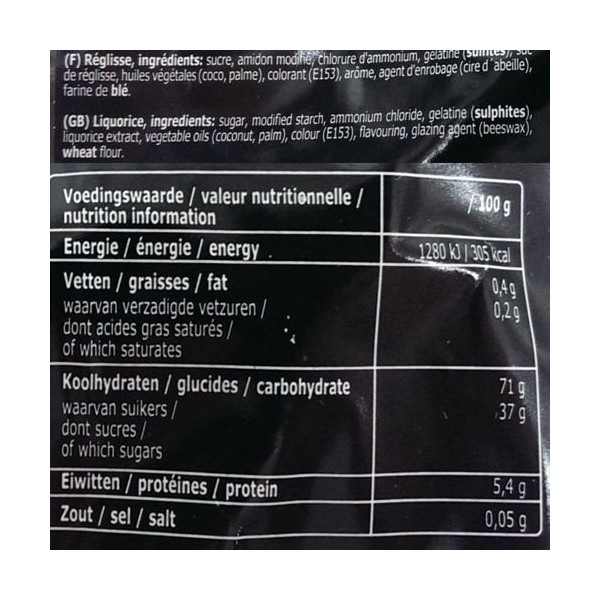 (F) Réglisse, ingrédients: sucre, amidon modifié, chlorure d'ammonium, gélatine (sulfites), suc
de réglisse, huiles végétales (coco, palme), colorant (E153), arôme, agent d'enrobage (cire d'abeille),
farine de blé.
(GB) Liquorice, ingredients: sugar, modified starch, ammonium chloride, gelatine (sulphites),
liquorice extract, vegetable oils (coconut, palm), colour (E153), flavouring, glazing agent (beeswax),
wheat flour.
Voedingswaarde / valeur nutritionnelle /
nutrition information / 100 g
Energie / énergie / energy 1280 kJ | 305 kcal
Vetten / graisses / fat 0,4 g
waarvan verzadigde vetzuren / 0,2 g
dont acides gras saturés /
of which saturates
Koolhydraten / glucides / carbohydrate 71 g
waarvan suikers / 37 g
dont sucres /
of which sugars
Eiwitten / protéines / protein 5,4 g
Zout / sel / salt 0,05 g